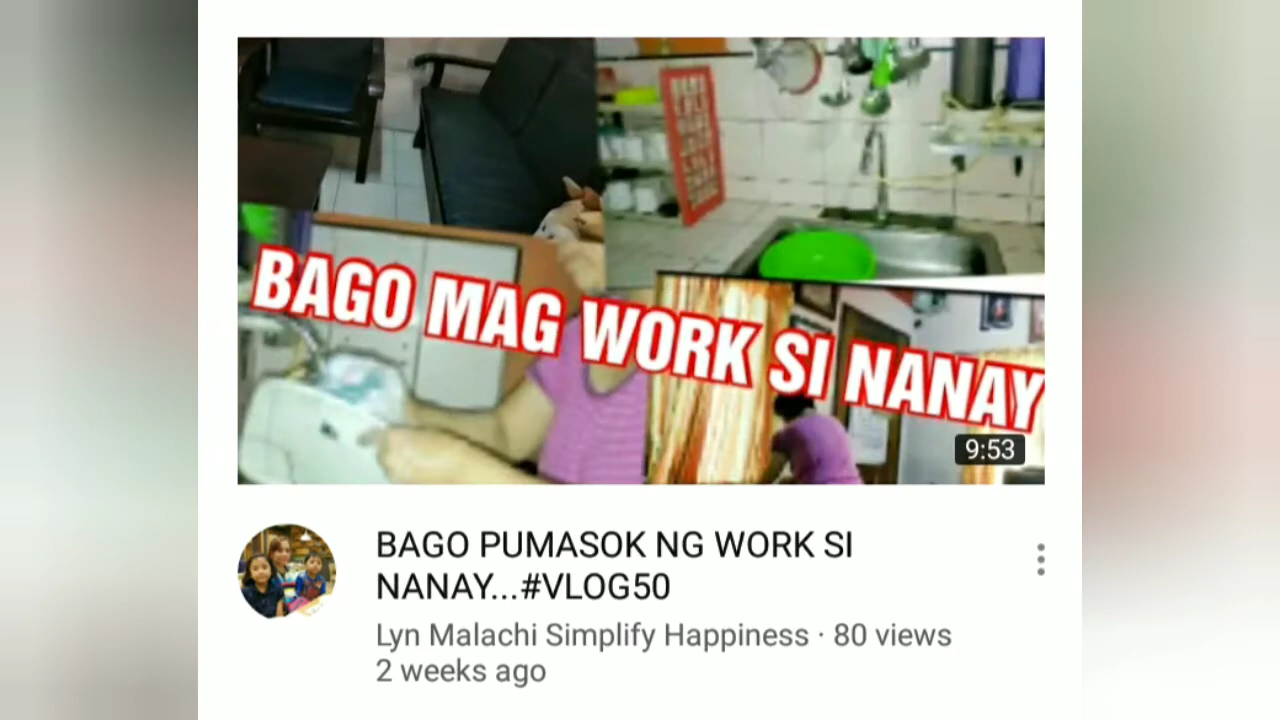 BAGO MAG WORK SI NANAY
9:53
BAGO PUMASOK NG WORK SI
NANAY...#VLOG50
Lyn Malachi Simplify Happiness · 80 views
2 weeks ago